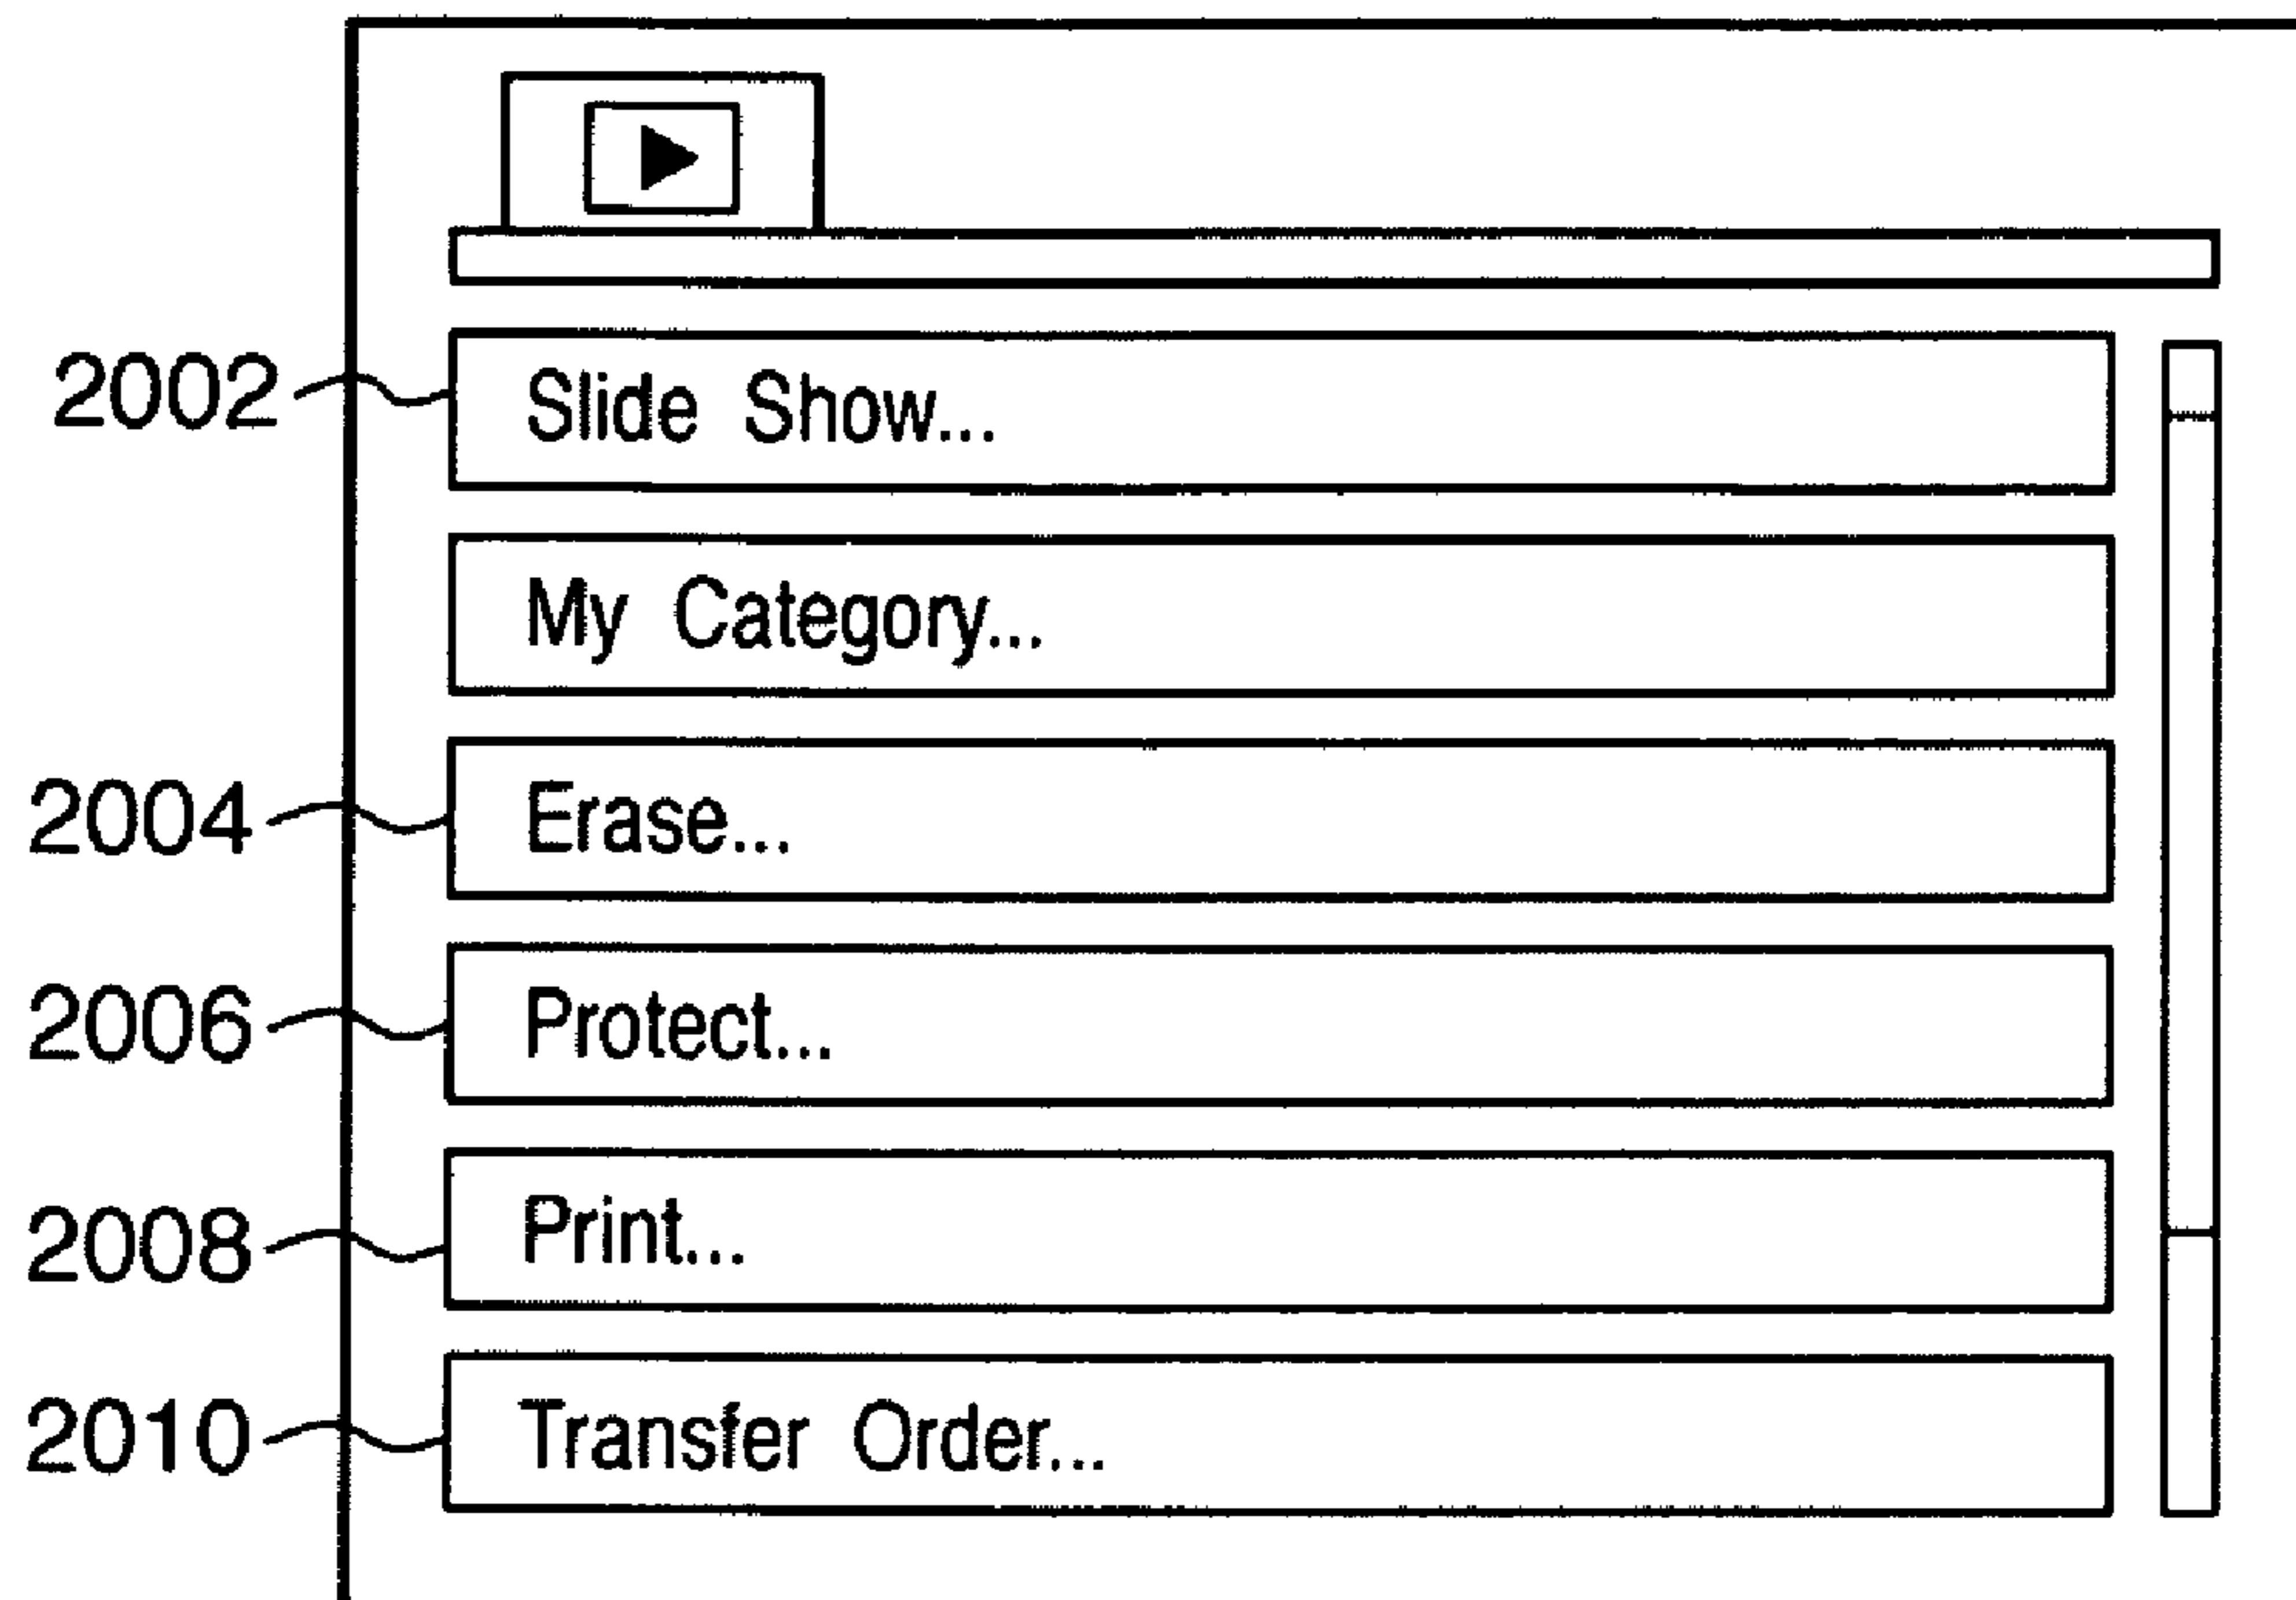 2002 Slide Show...
My Category...
2004 Erase...
2006 Protect...
2008 Print...
2010 Transfer Order...